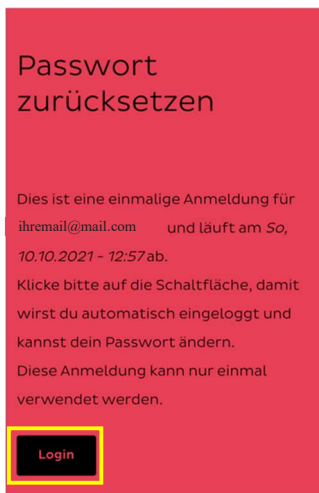 Passwort
zurücksetzen
Dies ist eine einmalige Anmeldung für
ihremail@mail.com und läuft am So,
10.10.2021 - 12:57 ab.
Klicke bitte auf die Schaltfläche, damit
wirst du automatisch eingeloggt und
kannst dein Passwort ändern.
Diese Anmeldung kann nur einmal
verwendet werden.
Login